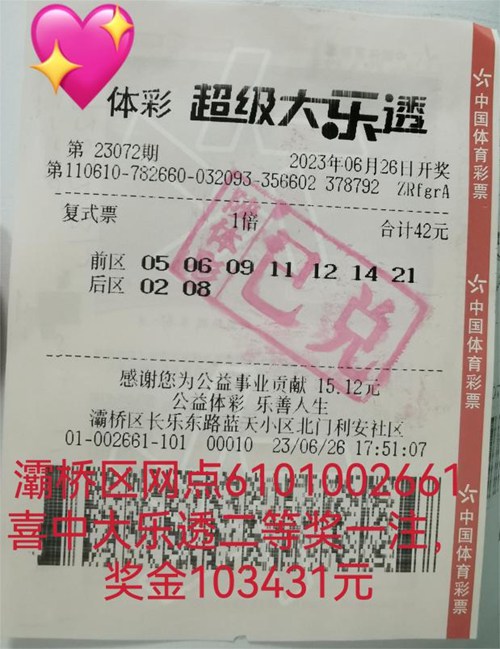 体彩 超级大乐透
第 23072期 2023年06月26日开奖
第110610-782660-032093-356602 378792 ZRfgrA
复式票 1倍 合计42元
前区 05 06 09 11 12 14 21
后区 02 08
已兑
感谢您为公益事业贡献 15.12元
公益体彩 乐善人生
灞桥区长乐东路蓝天小区北门利安社区
01-002661-101 00010 23/06/26 17:51:07
灞桥区网点6101002661
喜中大乐透二等奖一注，
奖金103431元
中国体育彩票
中国体育彩票
中国体育彩票